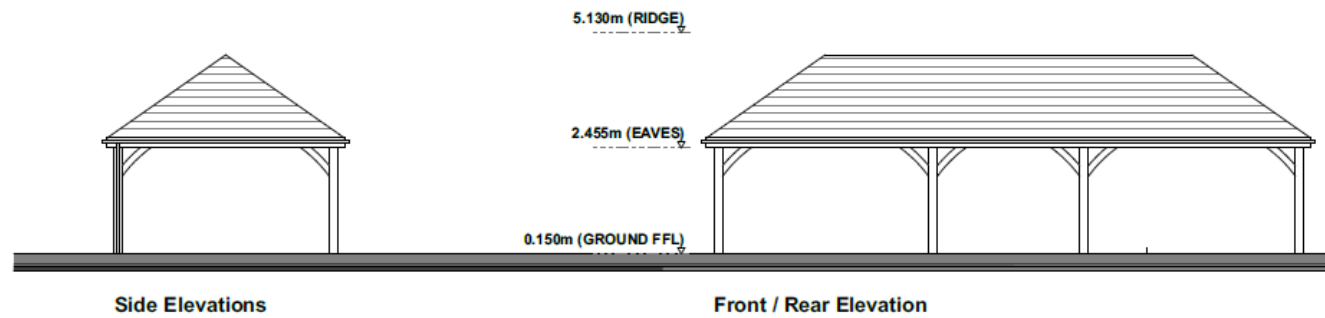 5.130m (RIDGE)
2.455m (EAVES)
0.150m (GROUND FFL)
Side Elevations
Front / Rear Elevation